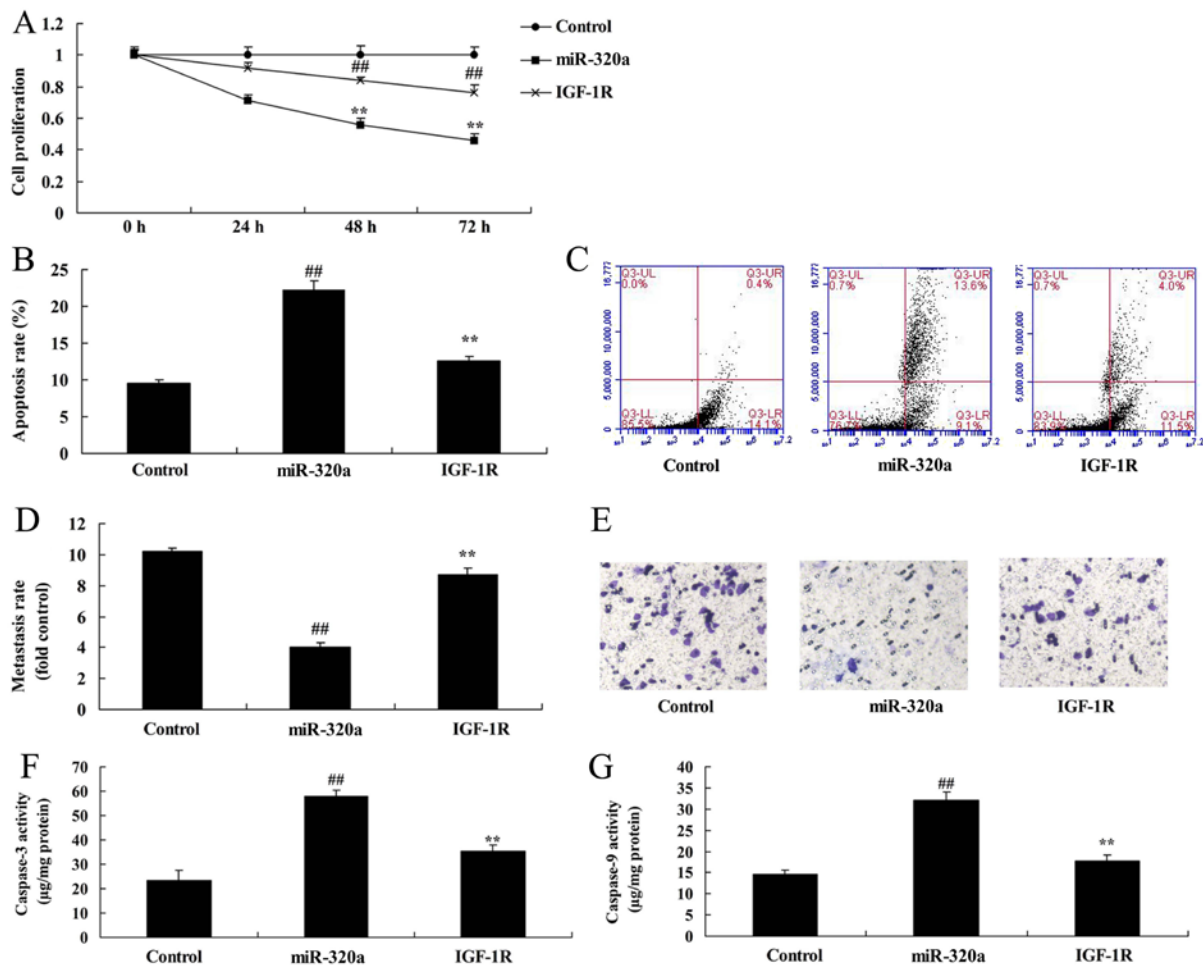 A
Cell proliferation
1.2
1
0.8
0.6
0.4
0.2
0
0 h
24 h
48 h
72 h
##
##
**
**
Control
miR-320a
IGF-1R
B
Apoptosis rate (%)
25
20
15
10
5
0
##
**
Control
miR-320a
IGF-1R
C
Q3-UL
0.0%
Q3-UR
0.4%
Q3-LL
85.5%
Q3-LR
14.1%
Control
Q3-UL
0.7%
Q3-UR
13.6%
Q3-LL
Q3-LR
9.1%
miR-320a
Q3-UL
0.7%
Q3-UR
4.0%
Q3-LL
Q3-LR
11.5%
IGF-1R
D
Metastasis rate
(fold control)
12
10
8
6
4
2
0
##
**
Control
miR-320a
IGF-1R
E
Control
miR-320a
IGF-1R
F
Caspase-3 activity
(μg/mg protein)
70
60
50
40
30
20
10
0
##
**
Control
miR-320a
IGF-1R
G
Caspase-9 activity
(μg/mg protein)
40
35
30
25
20
15
10
5
0
##
**
Control
miR-320a
IGF-1R